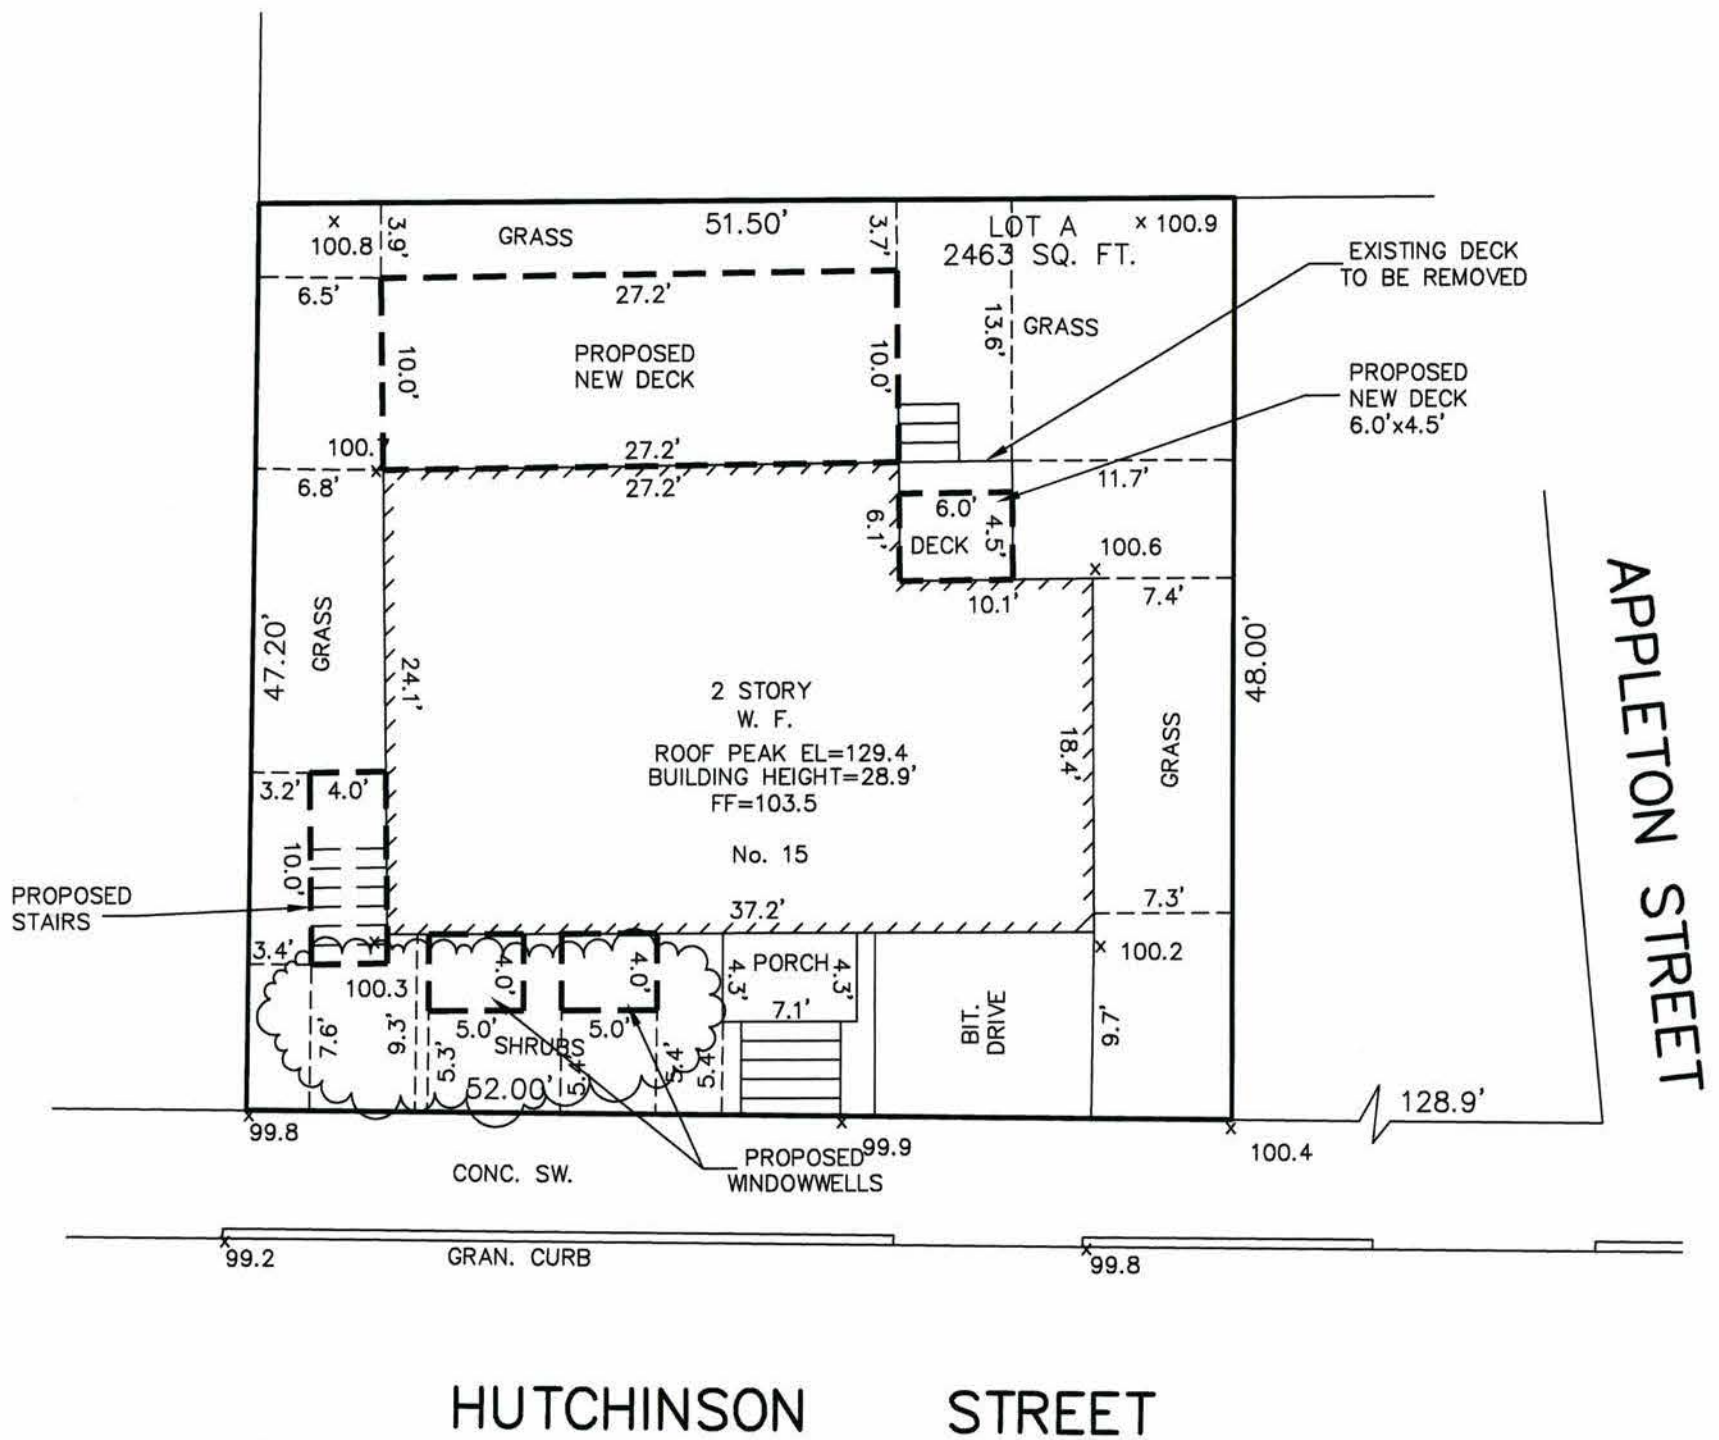 51.50'
LOT A
2463 SQ. FT.
× 100.9
×
100.8
3.9'
GRASS
3.7'
EXISTING DECK
TO BE REMOVED
6.5'
27.2'
13.6'
GRASS
10.0'
PROPOSED
NEW DECK
10.0'
PROPOSED
NEW DECK
6.0'x4.5'
100.
27.2'
6.8'
27.2'
11.7'
6.1'
6.0'
4.5'
DECK
100.6
×
10.1'
7.4'
47.20'
GRASS
24.1'
2 STORY
W. F.
ROOF PEAK EL=129.4
BUILDING HEIGHT=28.9'
FF=103.5
No. 15
18.4'
GRASS
48.00'
APPLETON STREET
3.2'
4.0'
10.0'
PROPOSED
STAIRS
3.4'
37.2'
7.3'
100.3
4.0'
4.0'
4.3'
PORCH
4.3'
7.1'
× 100.2
7.6'
9.3'
5.0'
5.0'
5.3'
SHRUBS
5.4'
5.4'
5.4'
BIT.
DRIVE
9.7'
52.00'
128.9'
99.8
99.9
100.4
CONC. SW.
PROPOSED
WINDOWWELLS
99.2
GRAN. CURB
99.8
HUTCHINSON STREET